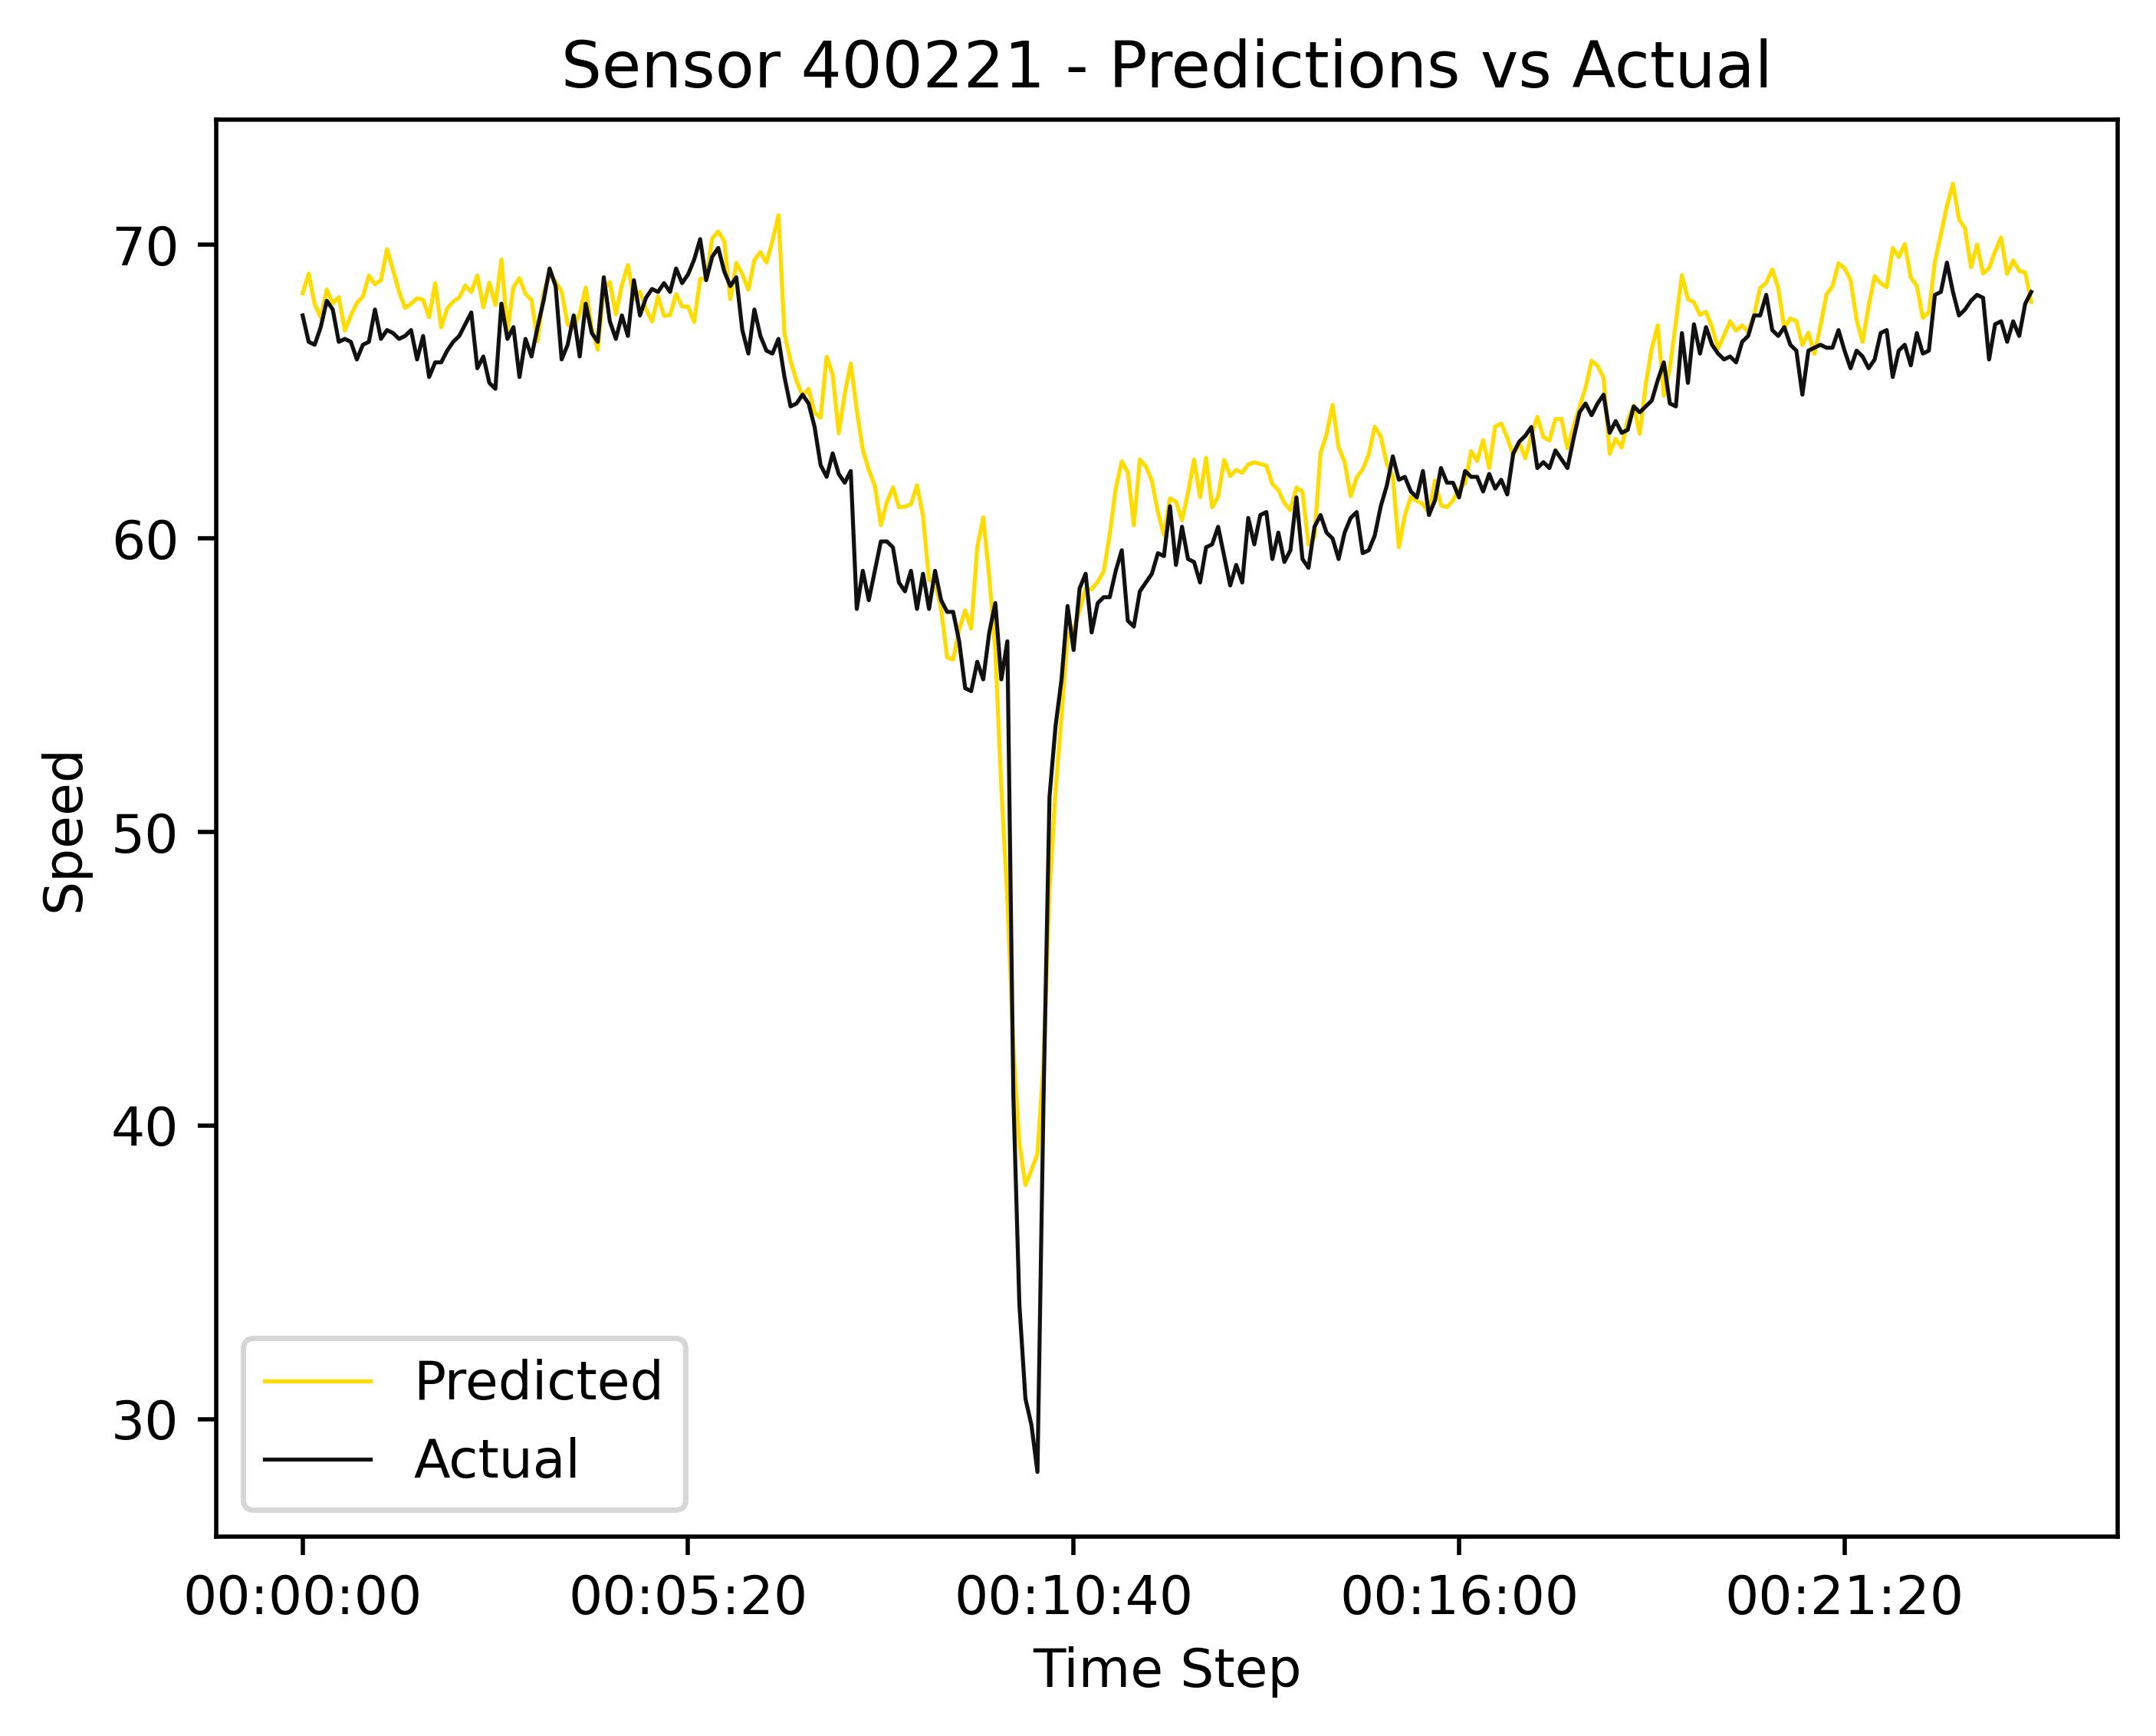 Sensor 400221 - Predictions vs Actual
70
60
50
40
30
Speed
Predicted
Actual
00:00:00 00:05:20 00:10:40 00:16:00 00:21:20
Time Step